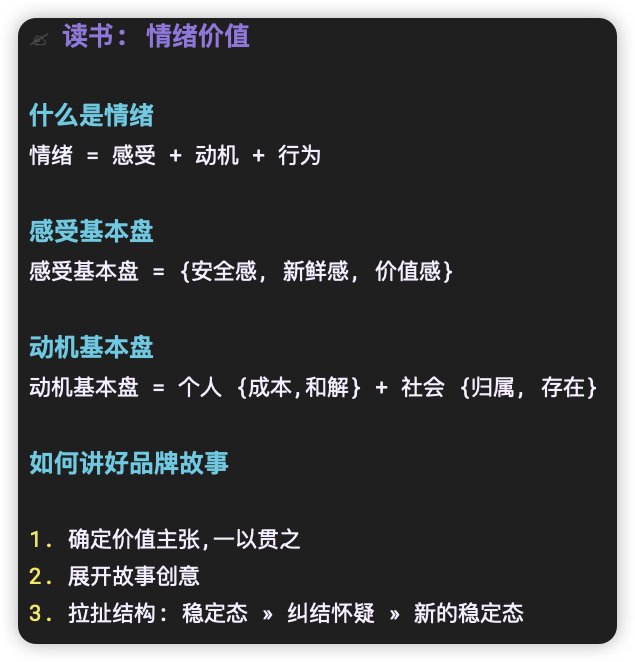 读书: 情绪价值
什么是情绪
情绪 = 感受 + 动机 + 行为
感受基本盘
感受基本盘 = {安全感, 新鲜感, 价值感}
动机基本盘
动机基本盘 = 个人 {成本,和解} + 社会 {归属, 存在}
如何讲好品牌故事
1. 确定价值主张,一以贯之
2. 展开故事创意
3. 拉扯结构: 稳定态 » 纠结怀疑 » 新的稳定态